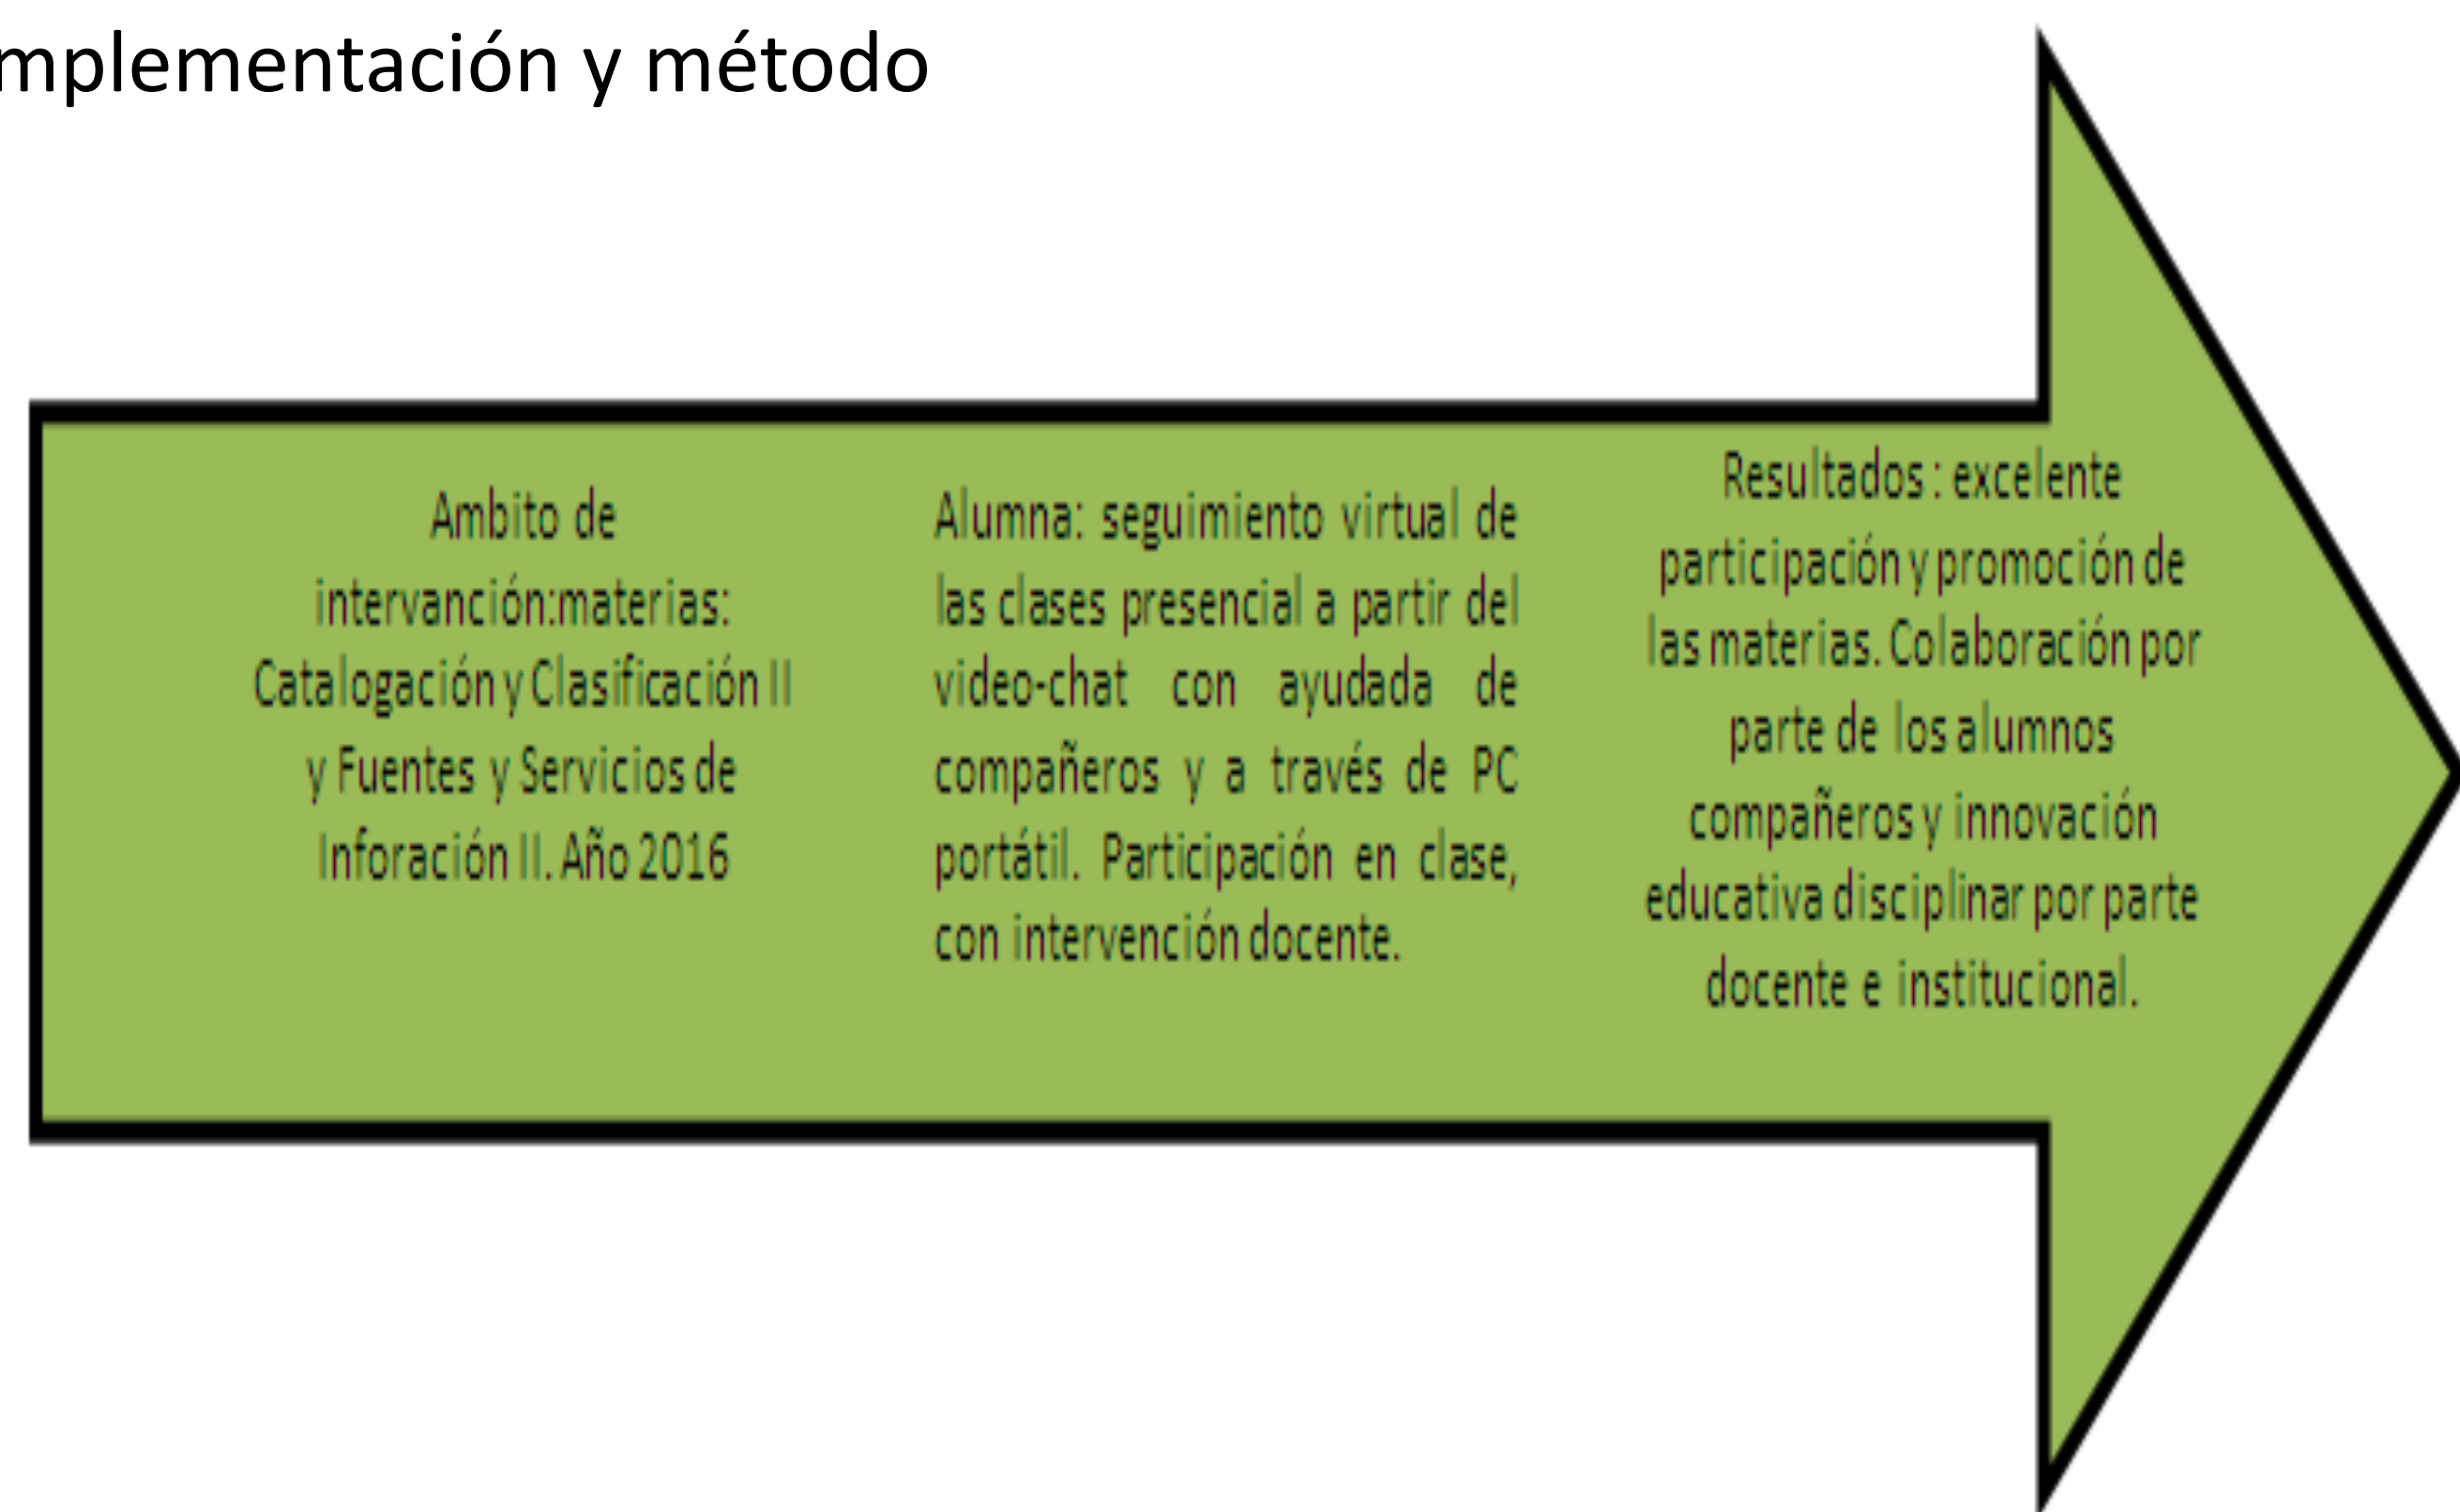 mplementación y método
Ambito de
intervanción:materias:
Catalogación y Clasificación II
y Fuentes y Servicios de
Inforación II. Año 2016
Alumna: seguimiento virtual de
las clases presencial a partir del
video-chat con ayudada de
compañeros y a través de PC
portátil. Participación en clase,
con intervención docente.
Resultados : excelente
participación y promoción de
las materias. Colaboración por
parte de los alumnos
compañeros y innovación
educativa disciplinar por parte
docente e institucional.